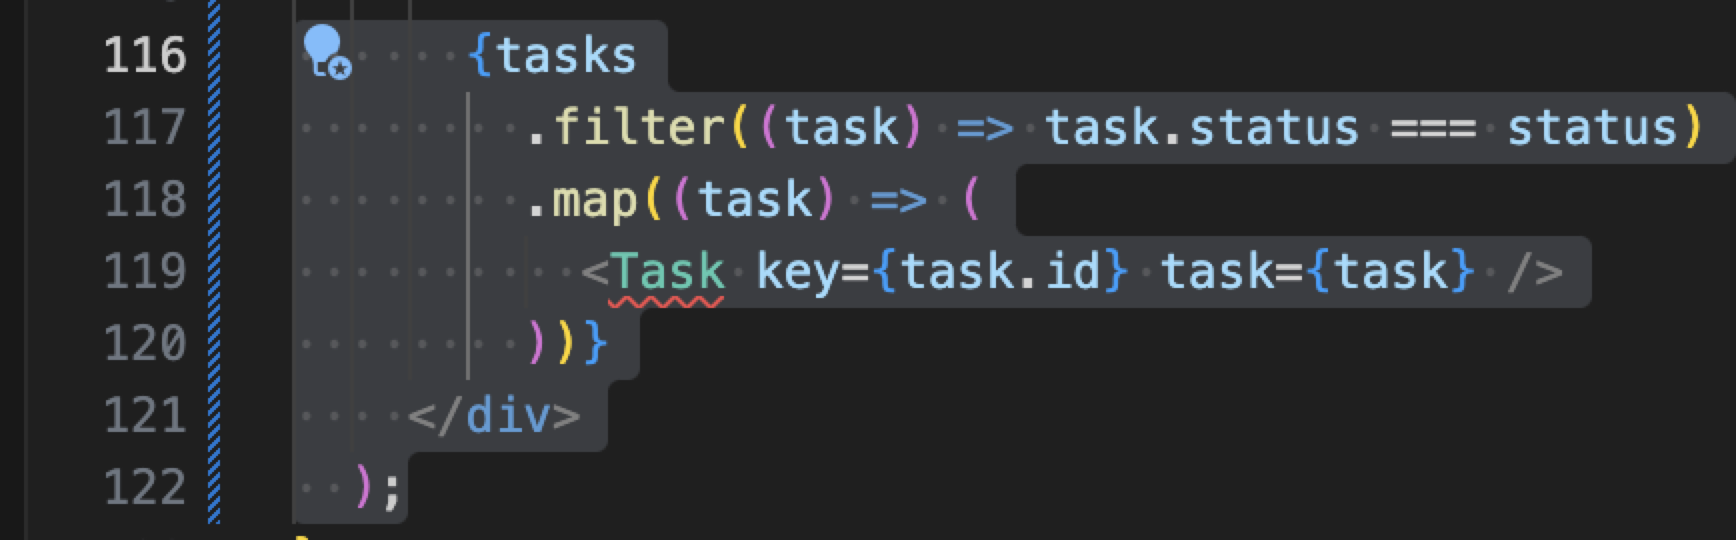 116 {tasks
117 .filter((task) => task.status === status)
118 .map((task) => (
119 <Task key={task.id} task={task} />
120 ))}
121 </div>
122 );